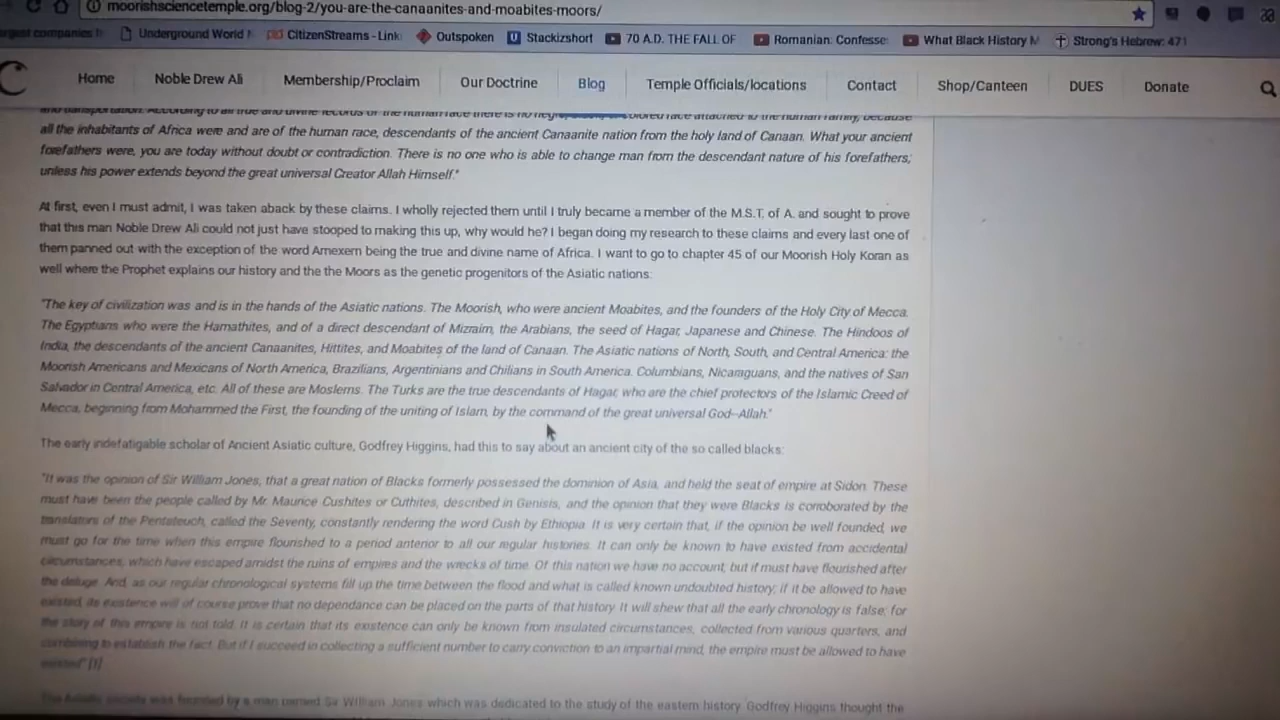 moorishsciencetemple.org/blog-2/you-are-the-canaanites-and-moabites-moors/
Underground World CitizenStreams - Link Outspoken Stackizshort 70 A.D. THE FALL OF Romanian: Confesse: What Black History M Strong's Hebrew: 471
Home Noble Drew Ali Membership/Proclaim Our Doctrine Blog Temple Officials/locations Contact Shop/Canteen DUES Donate
all the inhabitants of Africa were and are of the human race, descendants of the ancient Canaanite nation from the holy land of Canaan. What your ancient
forefathers were, you are today without doubt or contradiction. There is no one who is able to change man from the descendant nature of his forefathers;
unless his power extends beyond the great universal Creator Allah Himself."
At first, even I must admit, I was taken aback by these claims. I wholly rejected them until I truly became a member of the M.S.T. of A. and sought to prove
that this man Noble Drew Ali could not just have stooped to making this up, why would he? I began doing my research to these claims and every last one of
them panned out with the exception of the word Amexem being the true and divine name of Africa. I want to go to chapter 45 of our Moorish Holy Koran as
well where the Prophet explains our history and the the Moors as the genetic progenitors of the Asiatic nations:
"The key of civilization was and is in the hands of the Asiatic nations. The Moorish, who were ancient Moabites, and the founders of the Holy City of Mecca.
The Egyptians who were the Hamathites, and of a direct descendant of Mizraim, the Arabians, the seed of Hagar, Japanese and Chinese. The Hindoos of
India, the descendants of the ancient Canaanites, Hittites, and Moabites of the land of Canaan. The Asiatic nations of North, South, and Central America: the
Moorish Americans and Mexicans of North America, Brazilians, Argentinians and Chilians in South America. Columbians, Nicaraguans, and the natives of San
Salvador in Central America, etc. All of these are Moslems. The Turks are the true descendants of Hagar, who are the chief protectors of the Islamic Creed of
Mecca, beginning from Mohammed the First, the founding of the uniting of Islam, by the command of the great universal God--Allah."
The early indefatigable scholar of Ancient Asiatic culture, Godfrey Higgins, had this to say about an ancient city of the so called blacks:
"It was the opinion of Sir William Jones, that a great nation of Blacks formerly possessed the dominion of Asia, and held the seat of empire at Sidon. These
must have been the people called by Mr. Maurice Cushites or Cuthites, described in Genisis, and the opinion that they were Blacks is corroborated by the
translators of the Pentateuch, called the Seventy, constantly rendering the word Cush by Ethiopia. It is very certain that, if the opinion be well founded, we
must go for the time when this empire flourished to a period anterior to all our regular histories. It can only be known to have existed from accidental
circumstances, which have escaped amidst the ruins of empires and the wrecks of time. Of this nation we have no account, but it must have flourished after
the deluge. And, as our regular chronological systems fill up the time between the flood and what is called known undoubted history; if it be allowed to have
existed, its existence will of course prove that no dependance can be placed on the parts of that history. It will shew that all the early chronology is false; for
the story of this empire is not told. It is certain that its existence can only be known from insulated circumstances, collected from various quarters, and
combining to establish the fact. But if I succeed in collecting a sufficient number to carry conviction to an impartial mind, the empire must be allowed to have
existed" [1]
The Asiatic society was founded by a man named Sir William Jones which was dedicated to the study of the eastern history. Godfrey Higgins thought the